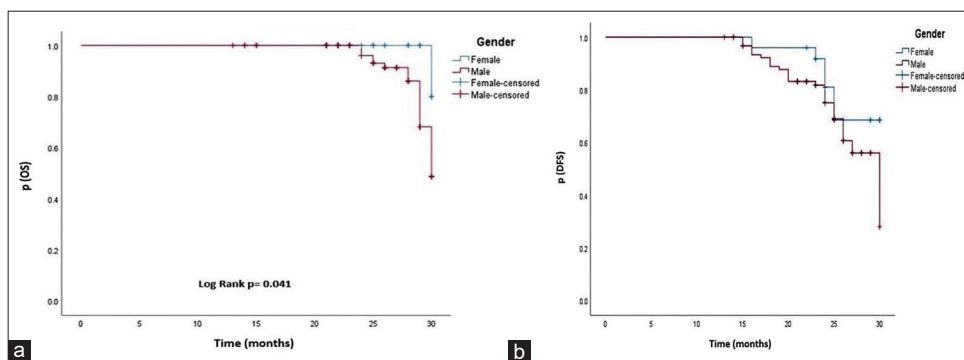 Gender
Female
Male
Female-censored
Male-censored
p (OS)
1.0
0.8
0.6
0.4
0.2
0.0
Log Rank p= 0.041
0 5 10 15 20 25 30
Time (months)
a
Gender
Female
Male
Female-censored
Male-censored
p (DFS)
1.0
0.8
0.6
0.4
0.2
0.0
0 5 10 15 20 25 30
Time (months)
b